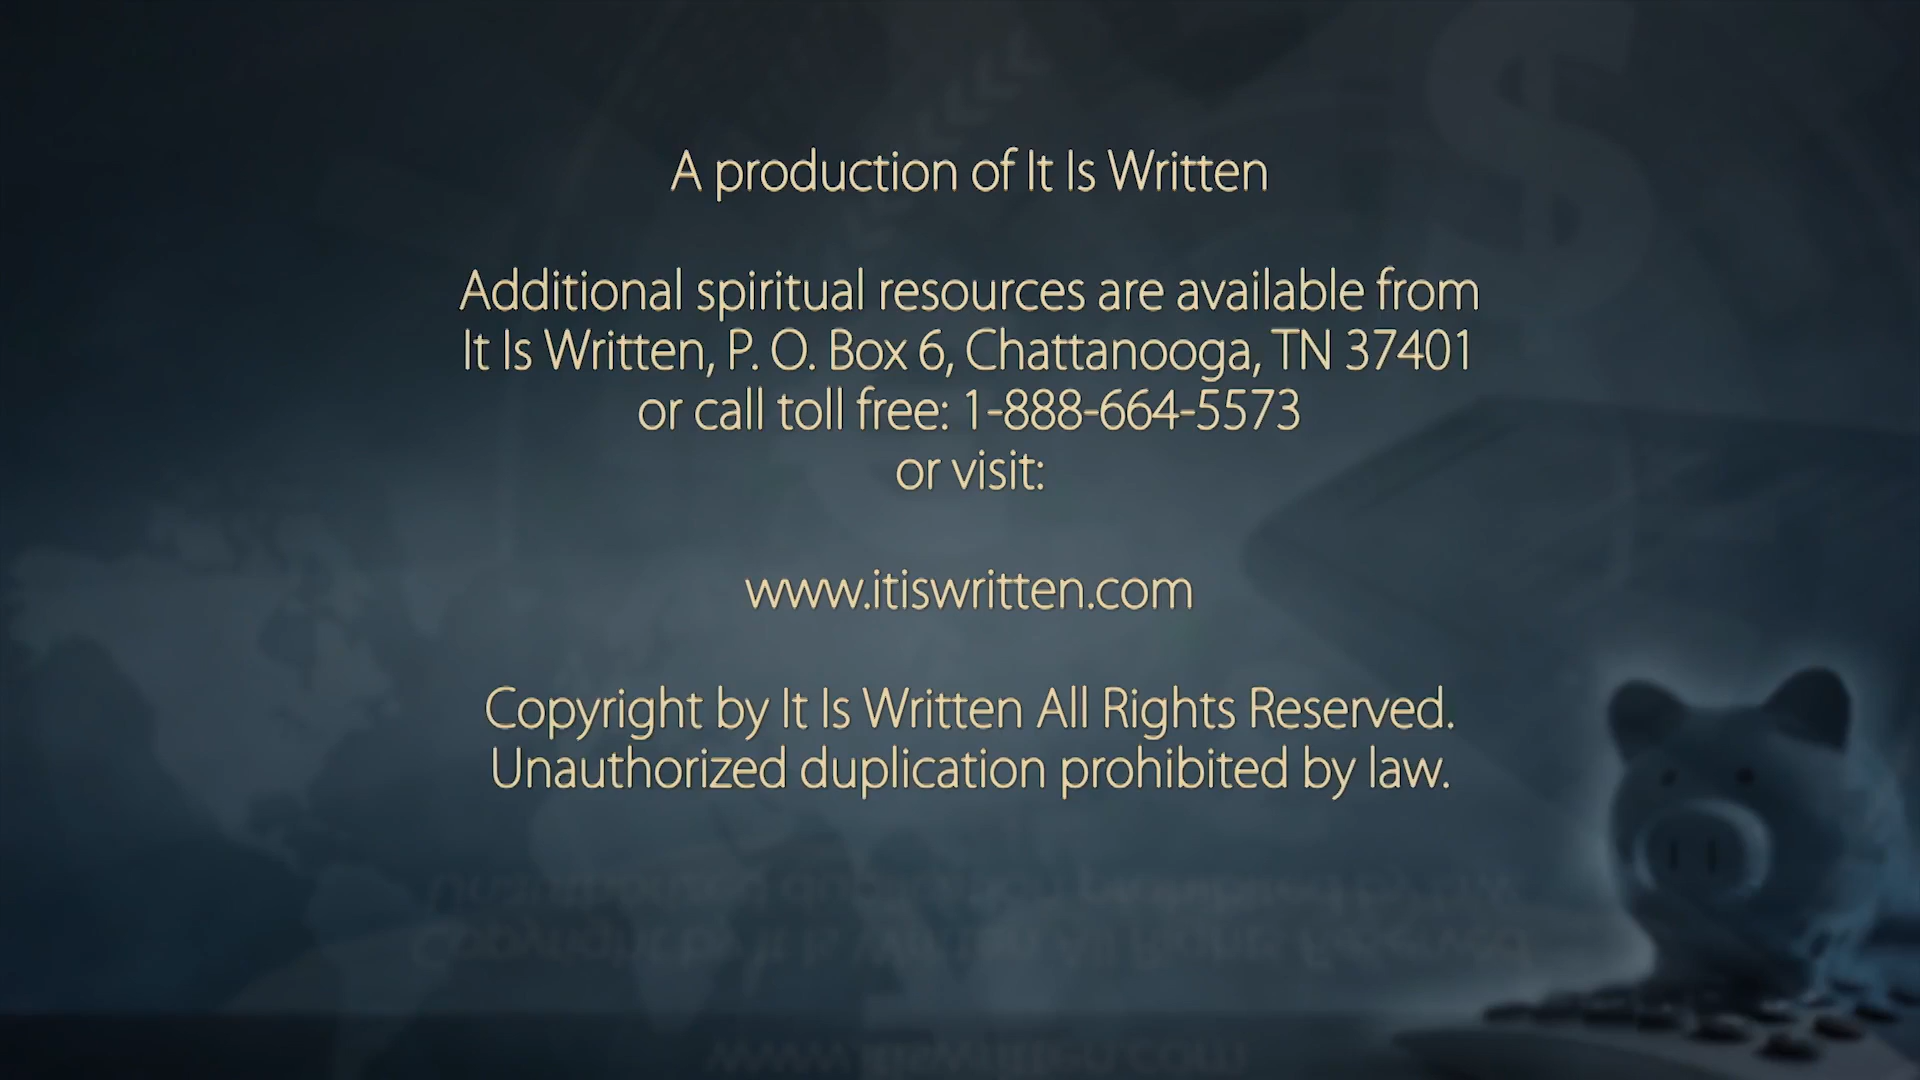 A production of It Is Written
Additional spiritual resources are available from
It Is Written, P. O. Box 6, Chattanooga, TN 37401
or call toll free: 1-888-664-5573
or visit:
www.itiswritten.com
Copyright by It Is Written All Rights Reserved.
Unauthorized duplication prohibited by law.